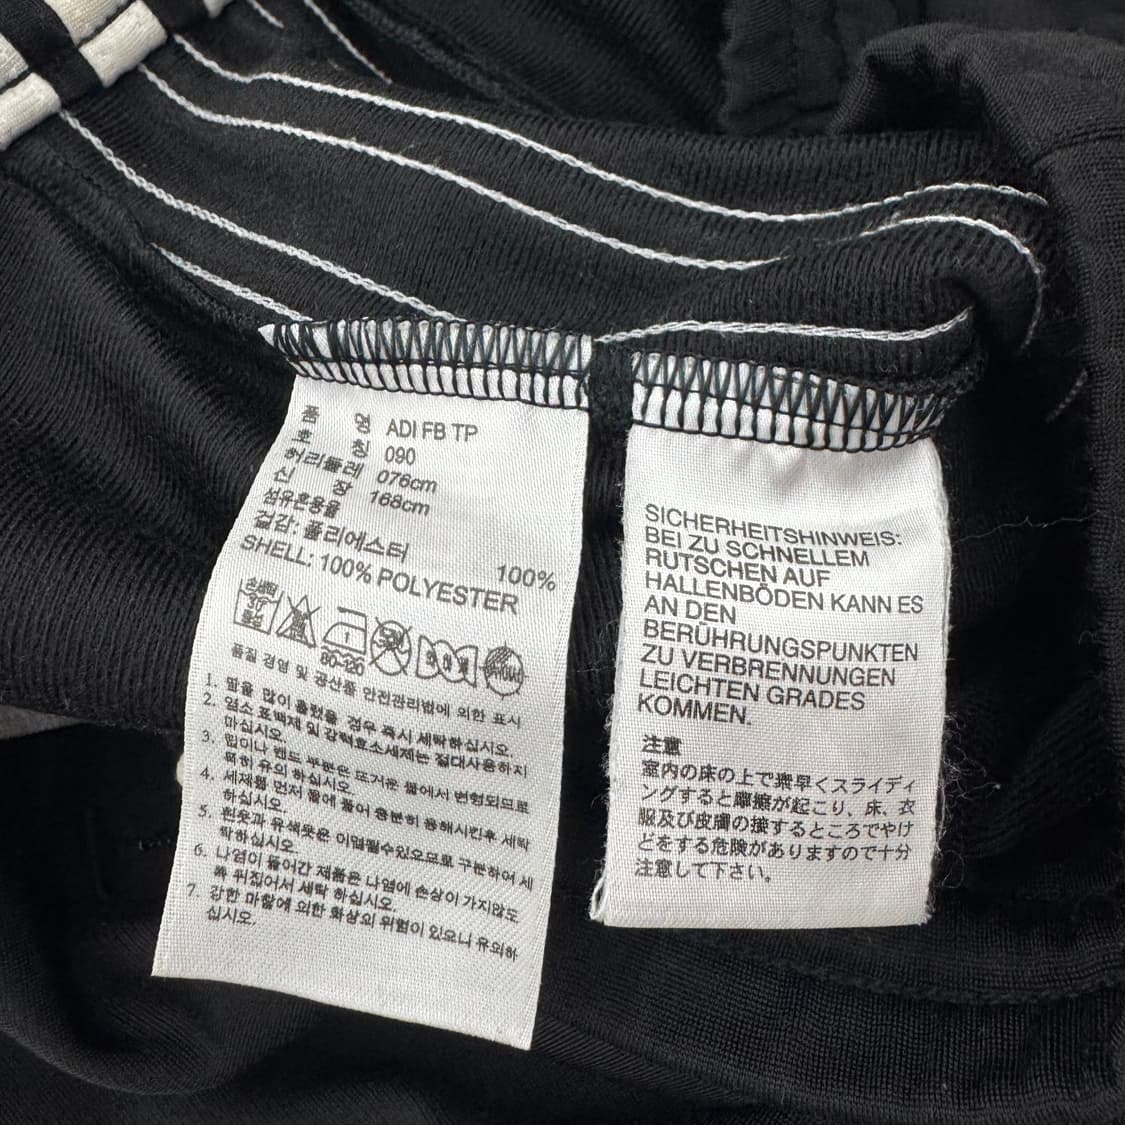 품 명 ADI FB TP
호 칭 090
허리둘레 076cm
신 장 168cm
섬유혼용율
겉감: 폴리에스터 100%
SHELL: 100% POLYESTER
80-120
품질 경영 및 공산품 안전관리법에 의한 표시
1. 땀을 많이 흘렸을 경우 즉시 세탁하십시오.
2. 염소 표백제 및 강력효소세제는 절대사용하지
마십시오.
3. 립이나 밴드 부분은 뜨거운 물에서 변형되므로
특히 유의 하십시오.
4. 세제를 먼저 물에 풀어 충분히 용해시킨후 세탁
하십시오.
5. 흰옷과 유색옷은 이염될수있으므로 구분하여 세
탁하십시오.
6. 나염이 들어간 제품은 나염에 손상이 가지않도
록 뒤집어서 세탁 하십시오.
7. 강한 마찰에 의한 화상의 위험이 있으니 유의하
십시오.
SICHERHEITSHINWEIS:
BEI ZU SCHNELLEM
RUTSCHEN AUF
HALLENBÖDEN KANN ES
AN DEN
BERÜHRUNGSPUNKTEN
ZU VERBRENNUNGEN
LEICHTEN GRADES
KOMMEN.
注意
室内の床の上で素早くスライディ
ングすると摩擦が起こり、床、衣
服及び皮膚の接するところでやけ
どをする危険がありますので十分
注意して下さい。